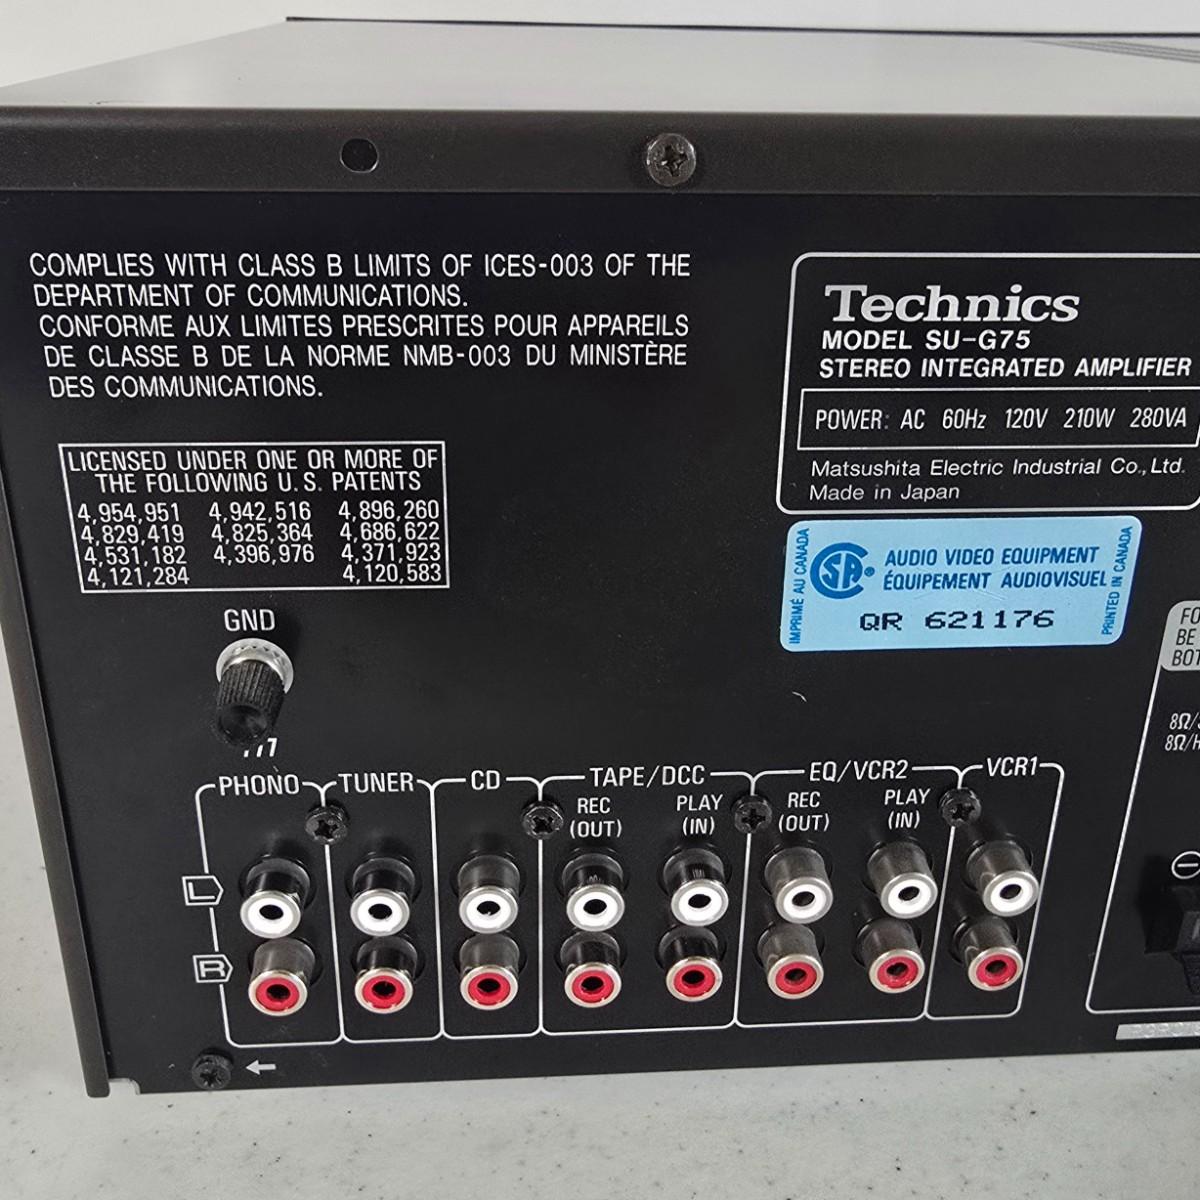 COMPLIES WITH CLASS B LIMITS OF ICES-003 OF THE
DEPARTMENT OF COMMUNICATIONS.
CONFORME AUX LIMITES PRESCRITES POUR APPAREILS
DE CLASSE B DE LA NORME NMB-003 DU MINISTÈRE
DES COMMUNICATIONS.
Technics
MODEL SU-G75
STEREO INTEGRATED AMPLIFIER
POWER: AC 60Hz 120V 210W 280VA
Matsushita Electric Industrial Co., Ltd.
Made in Japan
LICENSED UNDER ONE OR MORE OF
THE FOLLOWING U.S. PATENTS
4,954,951 4,942,516 4,896,260
4,829,419 4,825,364 4,686,622
4,531,182 4,396,976 4,371,923
4,121,284 4,120,583
IMPRIMÉ AU CANADA
SA ®
AUDIO VIDEO EQUIPMENT
ÉQUIPEMENT AUDIOVISUEL
QR 621176
PRINTED IN CANADA
GND
FO
BE
BOT
8Ω/
8Ω/H
PHONO TUNER CD TAPE/DCC EQ/VCR2 VCR1
REC PLAY REC PLAY
(OUT) (IN) (OUT) (IN)
L
R